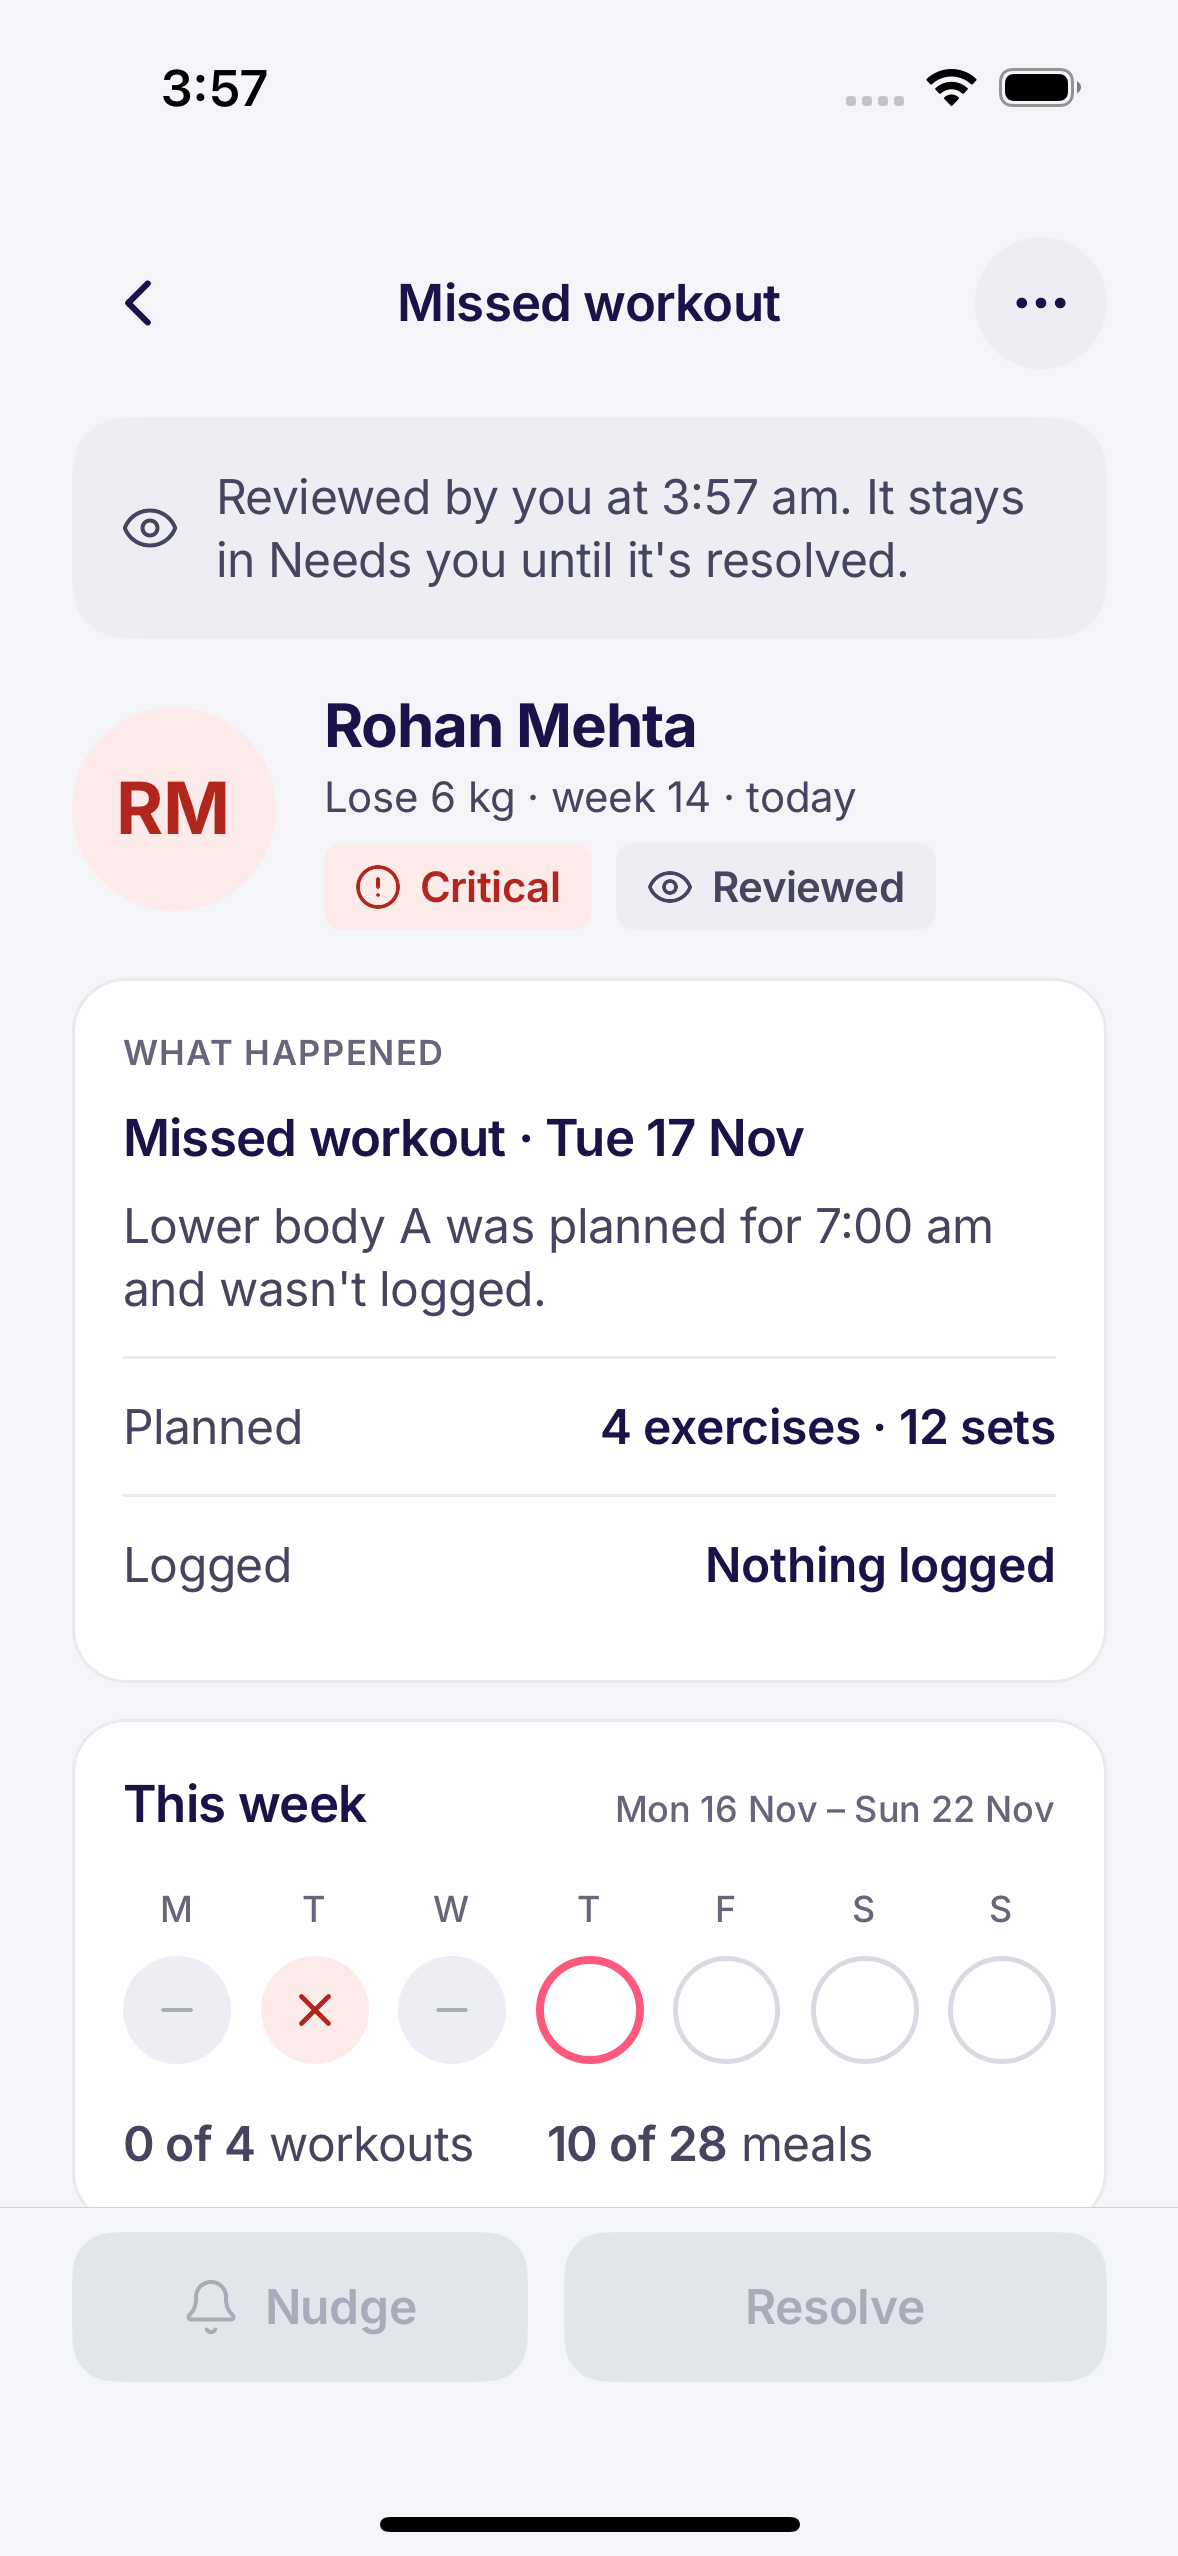 3:57
Missed workout
Reviewed by you at 3:57 am. It stays
in Needs you until it's resolved.
RM
Rohan Mehta
Lose 6 kg · week 14 · today
Critical
Reviewed
WHAT HAPPENED
Missed workout · Tue 17 Nov
Lower body A was planned for 7:00 am
and wasn't logged.
Planned 4 exercises · 12 sets
Logged Nothing logged
This week Mon 16 Nov – Sun 22 Nov
M T W T F S S
0 of 4 workouts 10 of 28 meals
Nudge Resolve